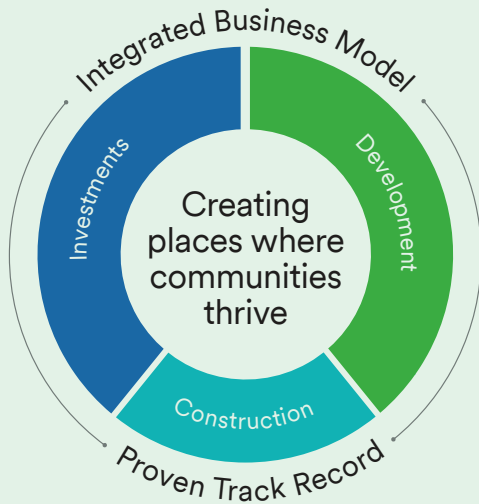 Integrated Business Model
Investments
Development
Creating
places where
communities
thrive
Construction
Proven Track Record